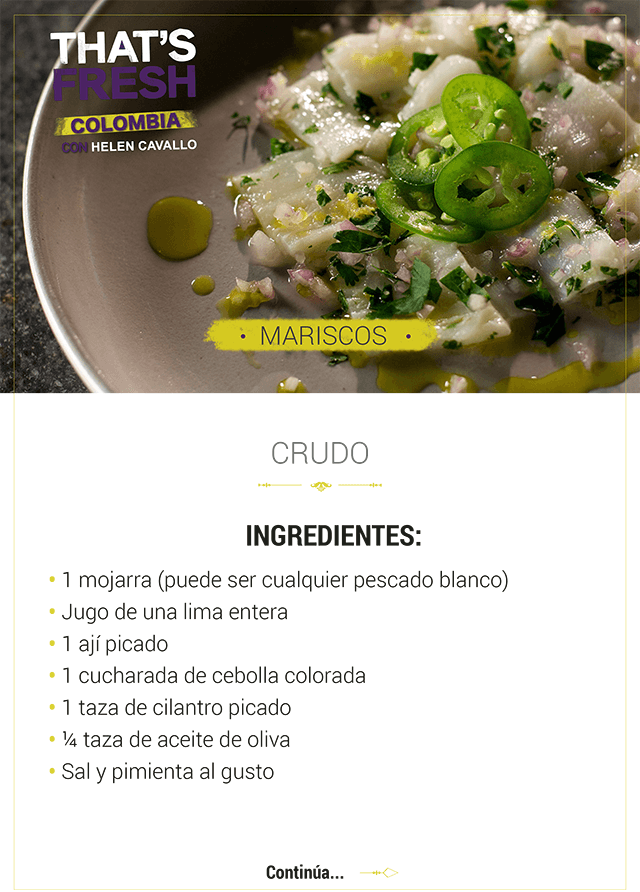 THAT'S
FRESH
COLOMBIA
CON HELEN CAVALLO
• MARISCOS •
CRUDO
INGREDIENTES:
• 1 mojarra (puede ser cualquier pescado blanco)
• Jugo de una lima entera
• 1 ají picado
• 1 cucharada de cebolla colorada
• 1 taza de cilantro picado
• ¼ taza de aceite de oliva
• Sal y pimienta al gusto
Continúa...